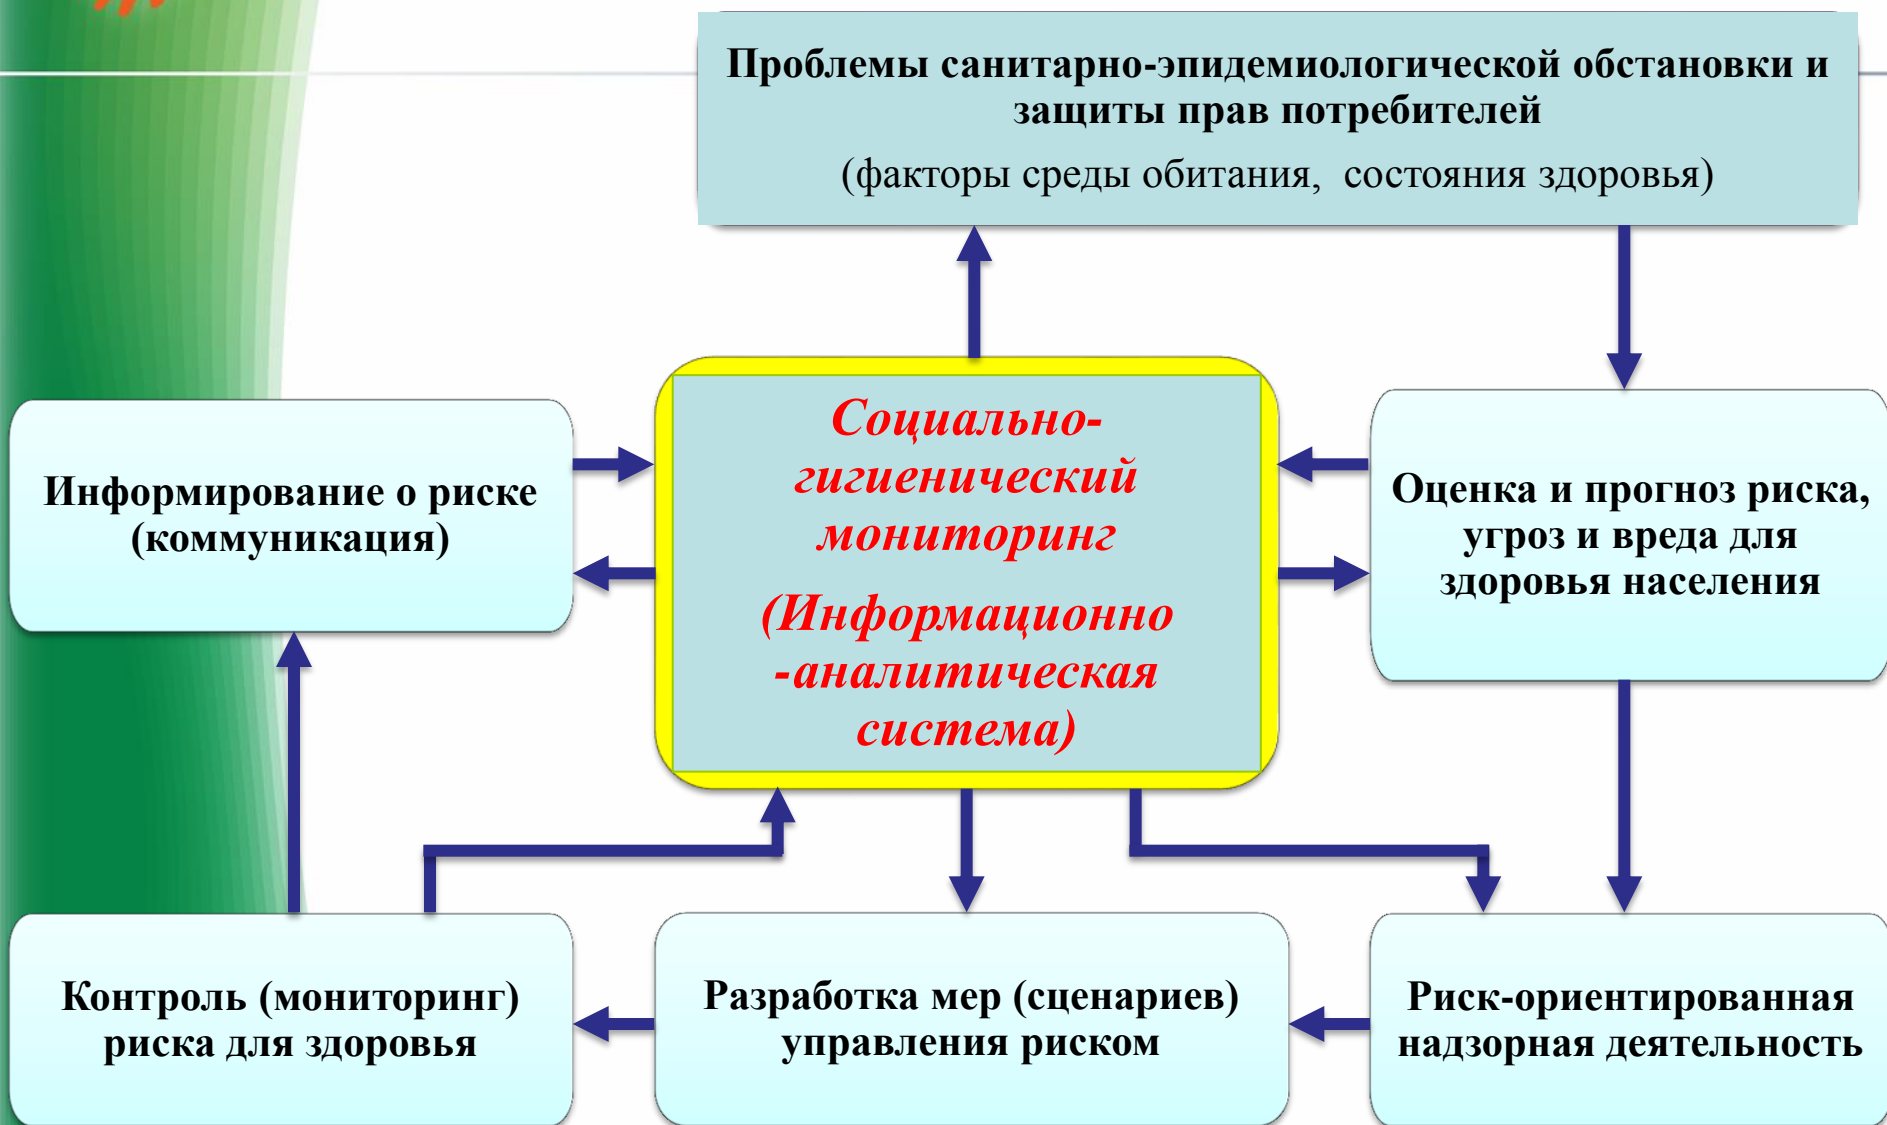 Проблемы санитарно-эпидемиологической обстановки и
защиты прав потребителей
(факторы среды обитания,  состояния здоровья)
Информирование о риске
(коммуникация)
Социально-
гигиенический
мониторинг
(Информационно
-аналитическая
система)
Оценка и прогноз риска,
угроз и вреда для
здоровья населения
Контроль (мониторинг)
риска для здоровья
Разработка мер (сценариев)
управления риском
Риск-ориентированная
надзорная деятельность